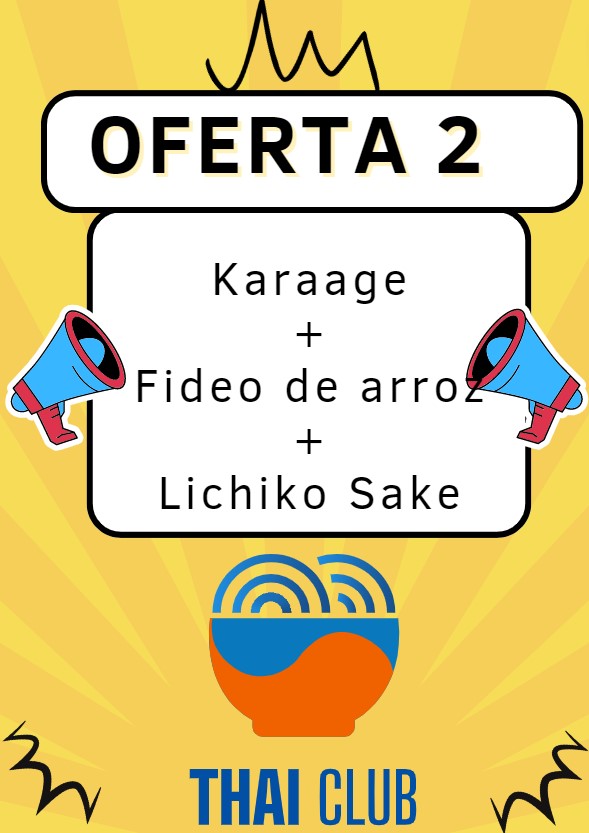 OFERTA 2
Karaage
+
Fideo de arroz
+
Lichiko Sake
THAI CLUB